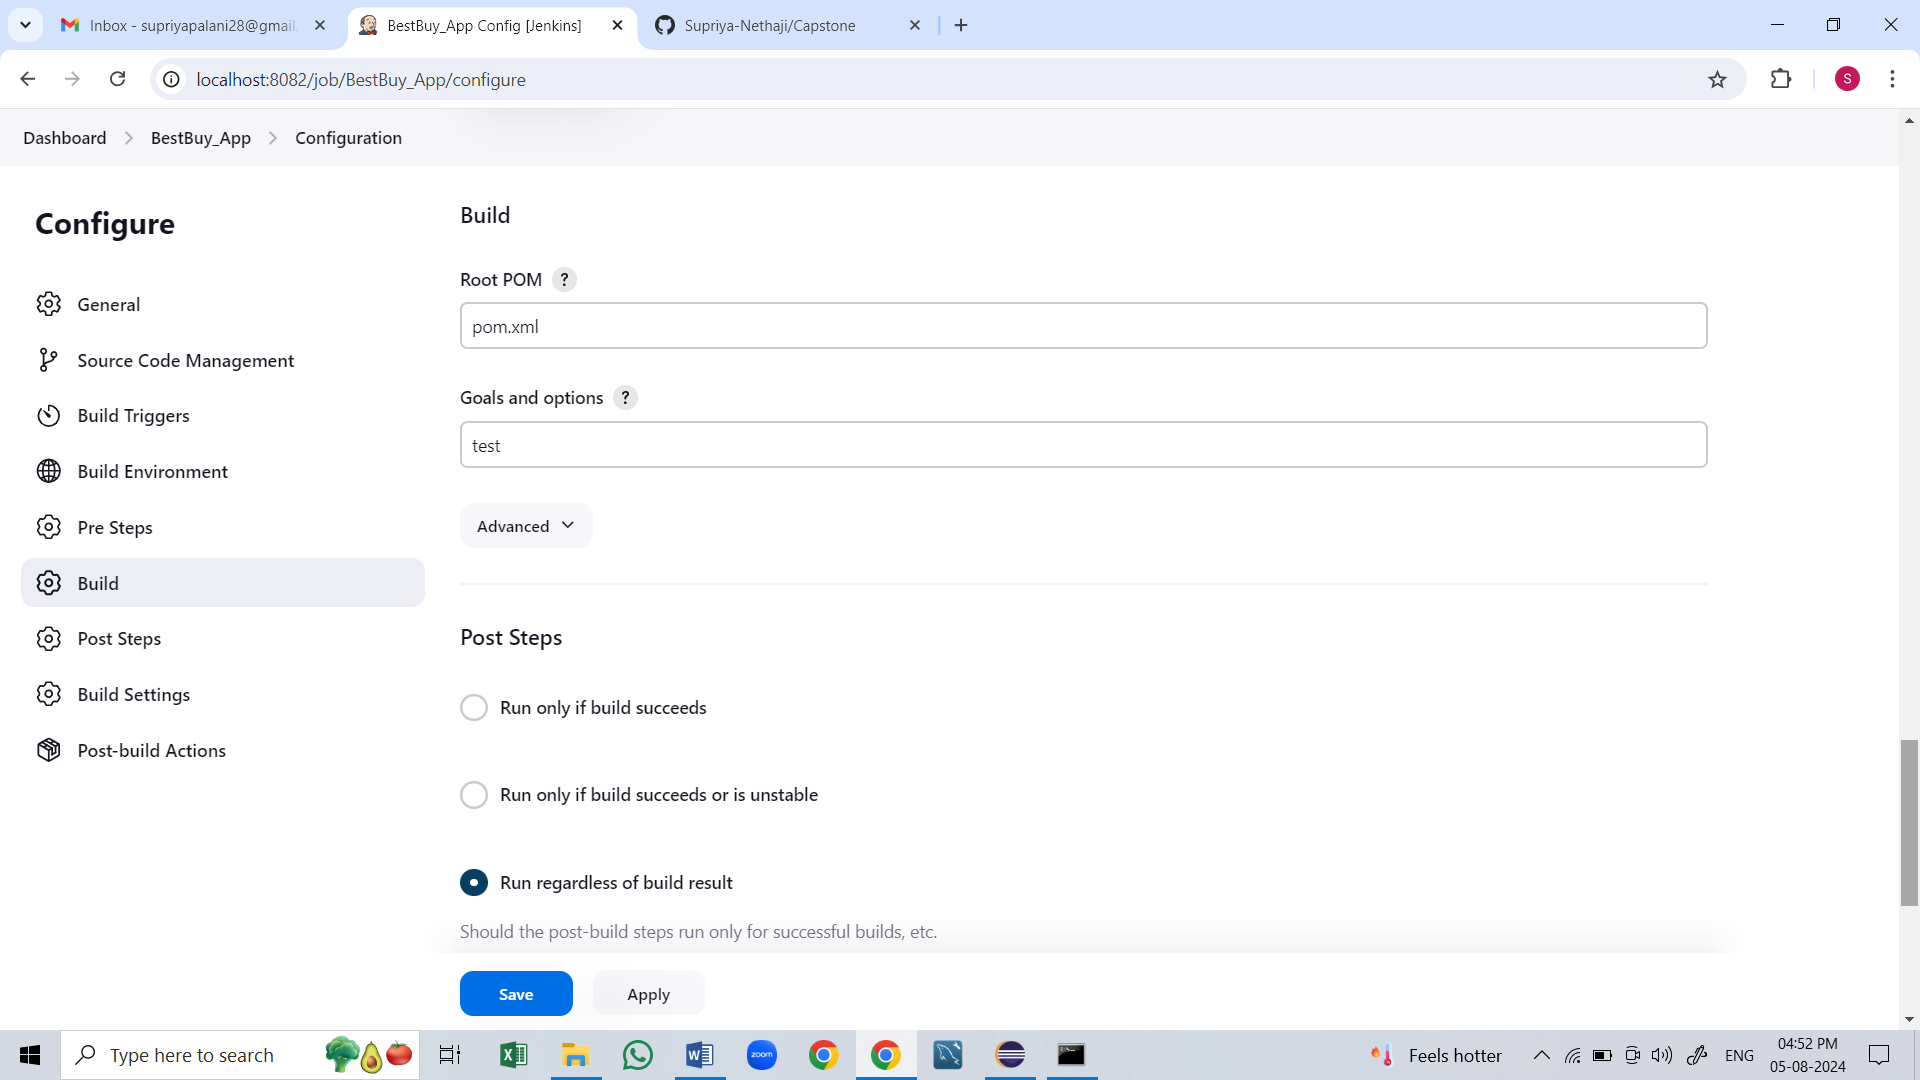 Inbox - supriyapalani28@gmail.
BestBuy_App Config [Jenkins]
Supriya-Nethaji/Capstone
localhost:8082/job/BestBuy_App/configure
S
Dashboard
BestBuy_App
Configuration
Configure
General
Source Code Management
Build Triggers
Build Environment
Pre Steps
Build
Post Steps
Build Settings
Post-build Actions
Build
Root POM ?
pom.xml
Goals and options ?
test
Advanced
Post Steps
Run only if build succeeds
Run only if build succeeds or is unstable
Run regardless of build result
Should the post-build steps run only for successful builds, etc.
Save
Apply
Type here to search
zoom
Feels hotter
ENG
04:52 PM
05-08-2024